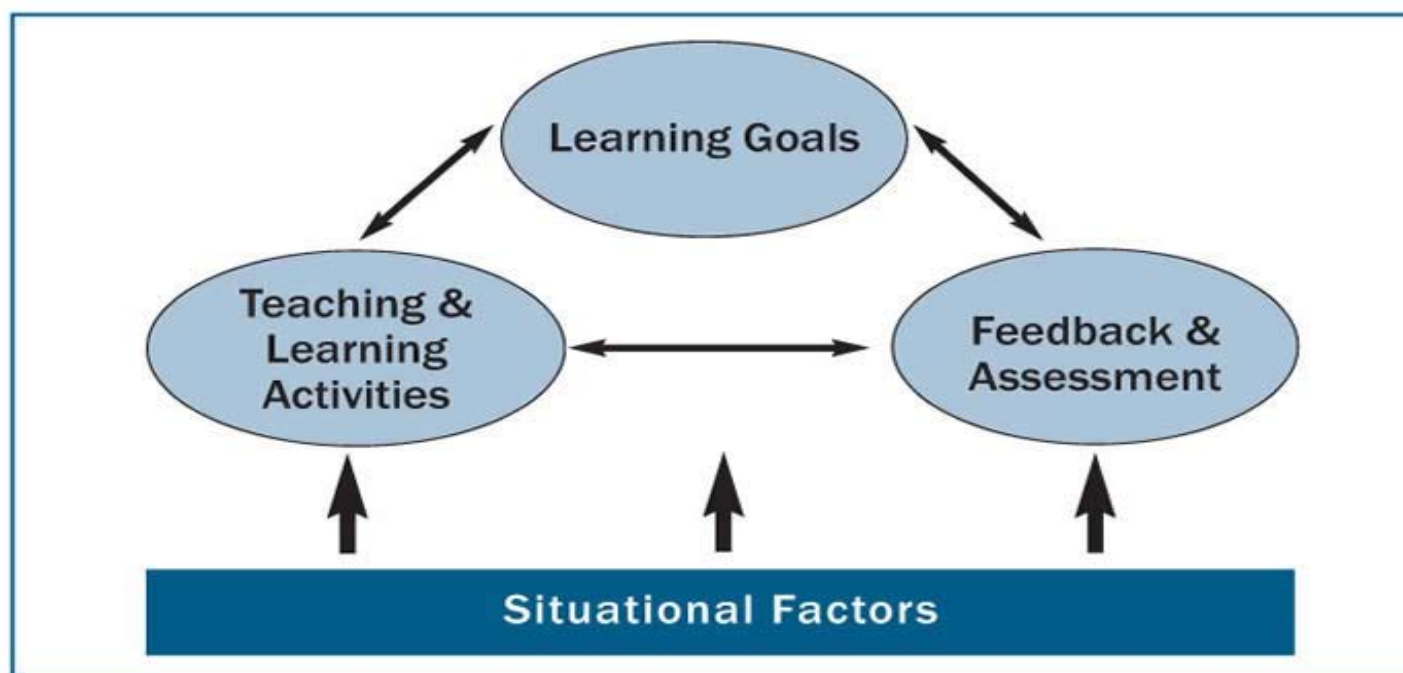 Learning Goals
Teaching &
Learning
Activities
Feedback &
Assessment
Situational Factors